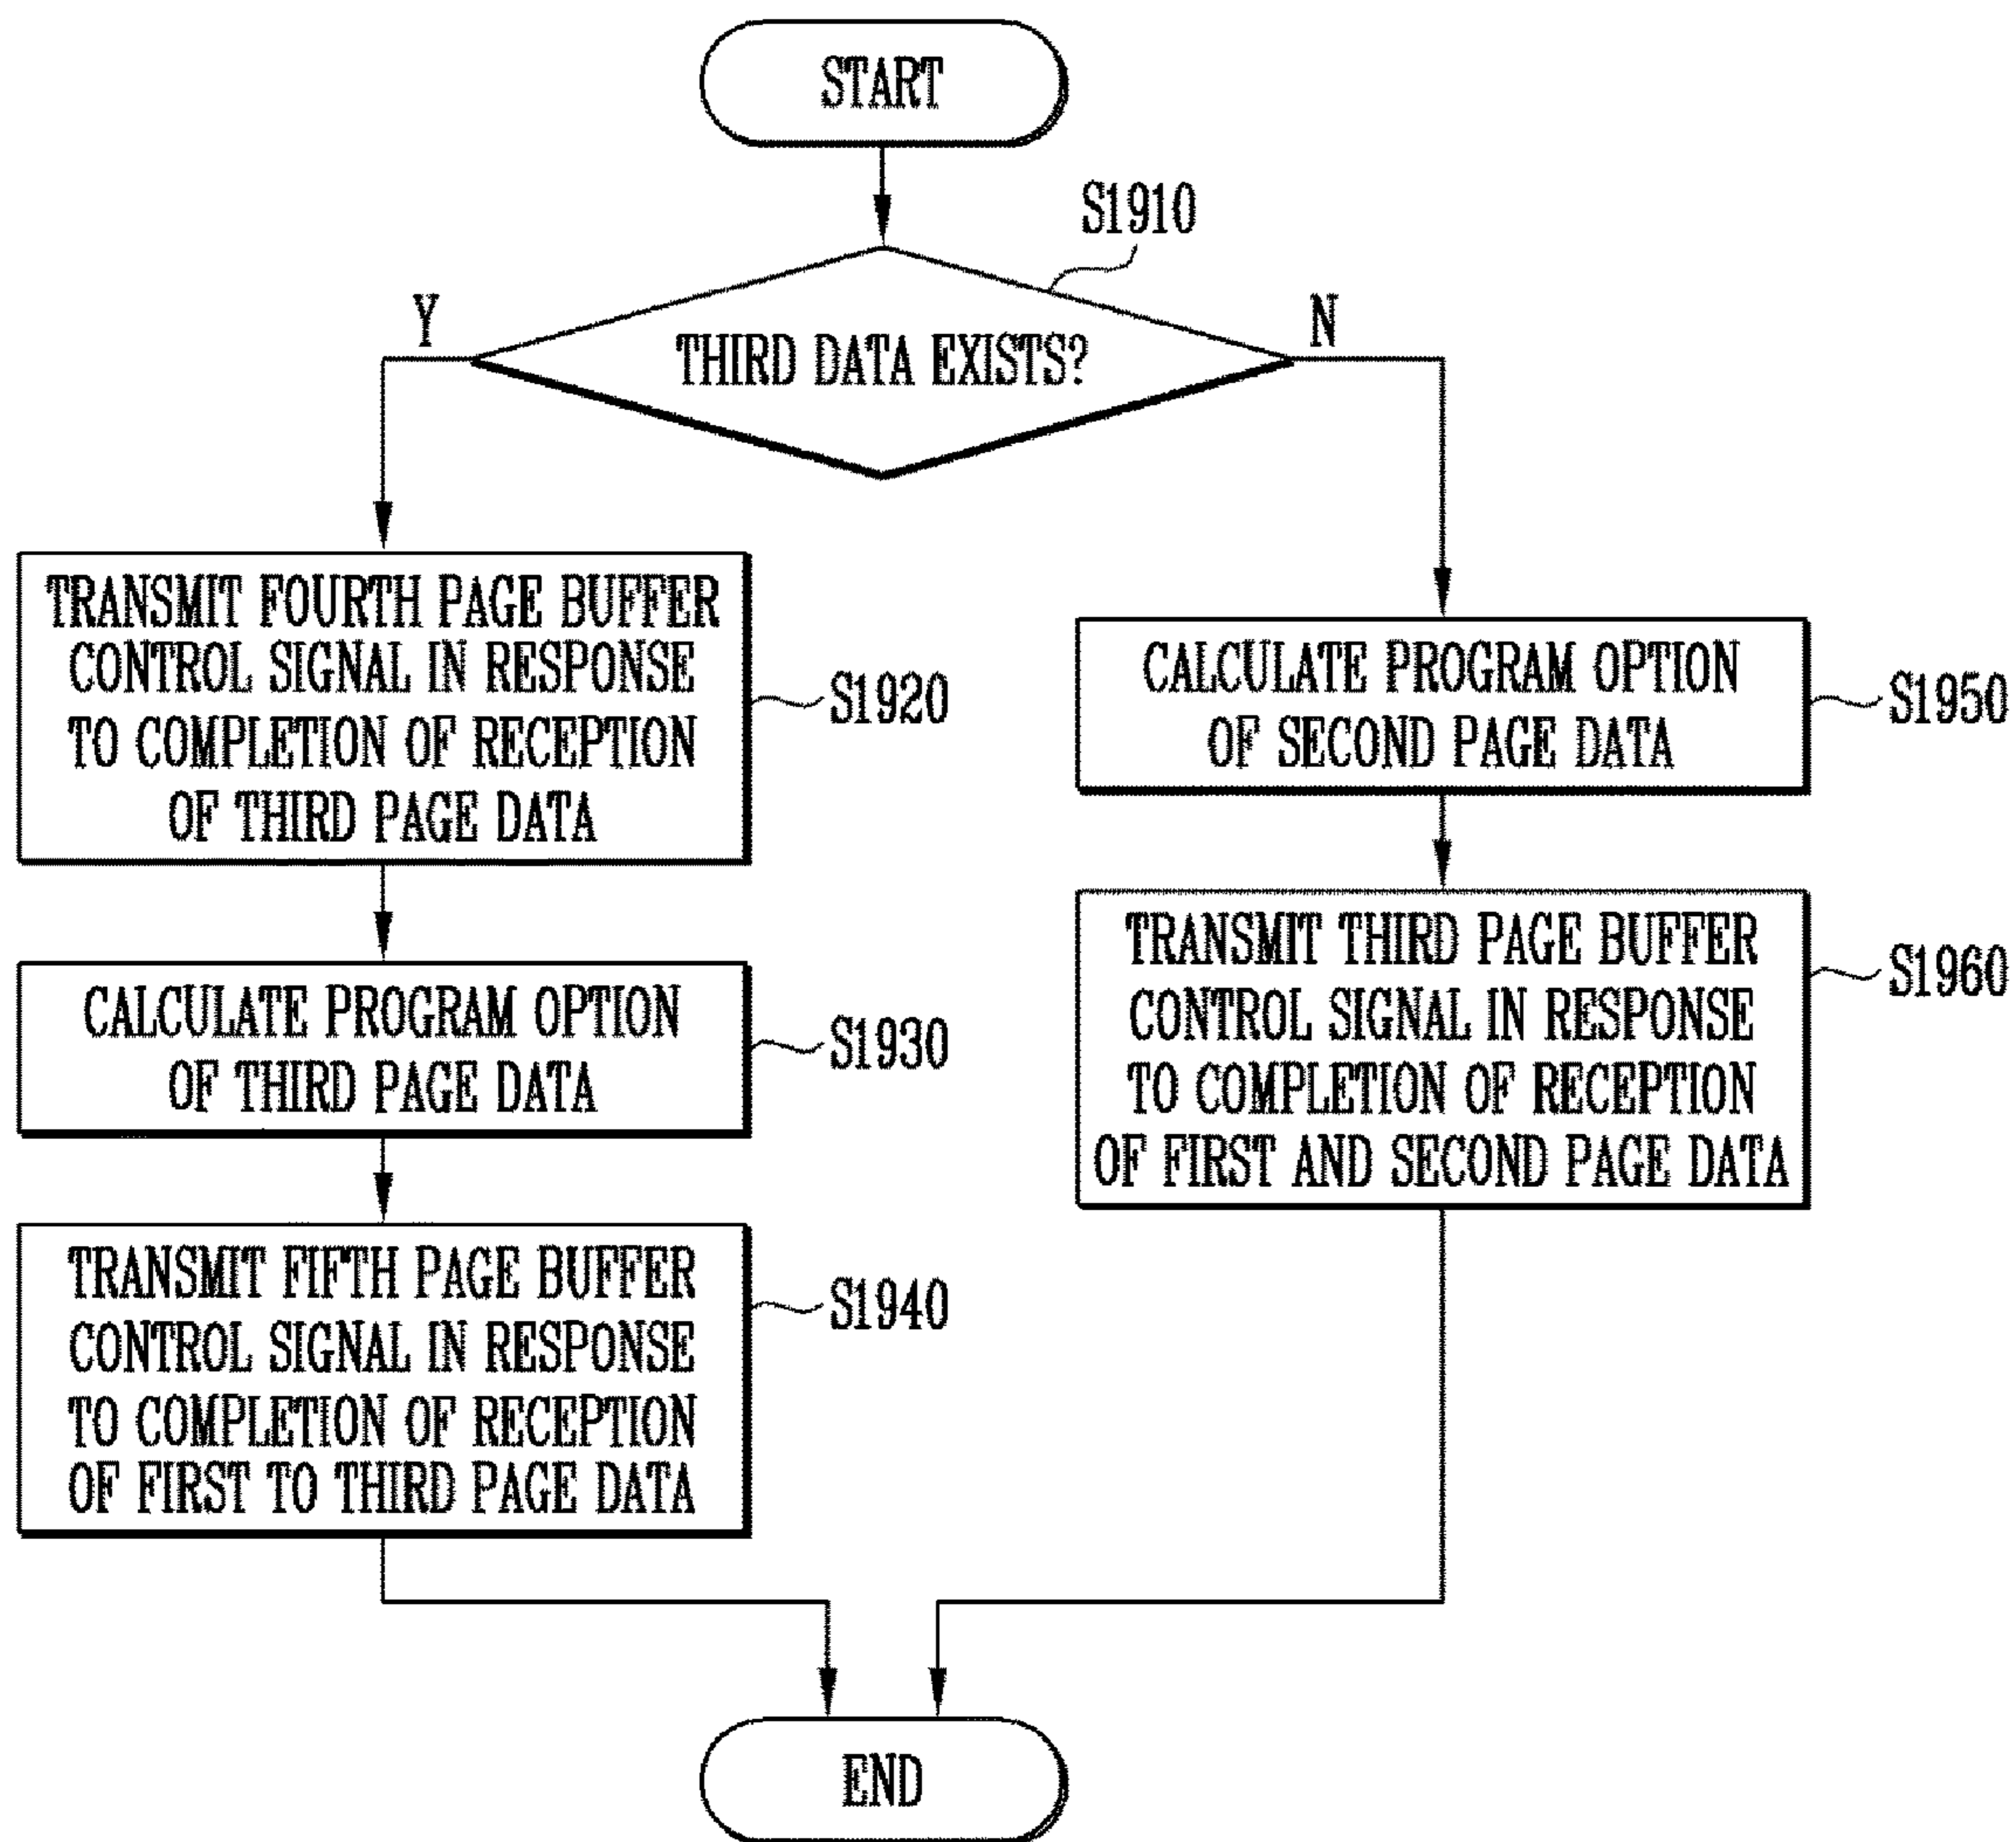 START
S1910
Y
N
THIRD DATA EXISTS?
TRANSMIT FOURTH PAGE BUFFER
CONTROL SIGNAL IN RESPONSE
TO COMPLETION OF RECEPTION
OF THIRD PAGE DATA
S1920
CALCULATE PROGRAM OPTION
OF THIRD PAGE DATA
S1930
TRANSMIT FIFTH PAGE BUFFER
CONTROL SIGNAL IN RESPONSE
TO COMPLETION OF RECEPTION
OF FIRST TO THIRD PAGE DATA
S1940
CALCULATE PROGRAM OPTION
OF SECOND PAGE DATA
S1950
TRANSMIT THIRD PAGE BUFFER
CONTROL SIGNAL IN RESPONSE
TO COMPLETION OF RECEPTION
OF FIRST AND SECOND PAGE DATA
S1960
END